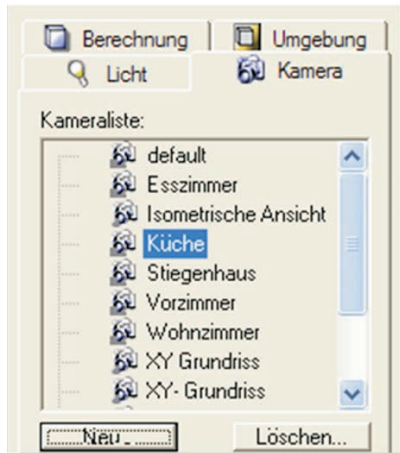 Berechnung Umgebung
Licht Kamera
Kameraliste:
default
Esszimmer
Isometrische Ansicht
Küche
Stiegenhaus
Vorzimmer
Wohnzimmer
XY Grundriss
XY- Grundriss
Neu... Löschen...